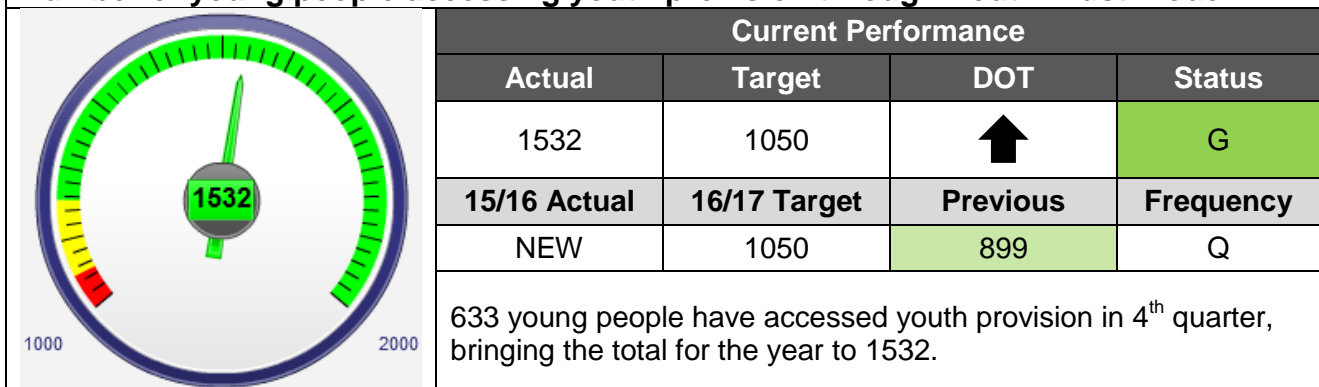 Current Performance
Actual Target DOT Status
1532 1050 G
15/16 Actual 16/17 Target Previous Frequency
NEW 1050 899 Q
633 young people have accessed youth provision in 4th quarter,
bringing the total for the year to 1532.
1532
1000 2000